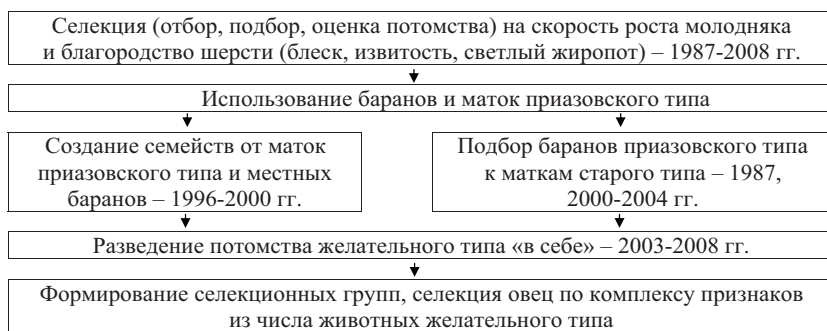 Селекция (отбор, подбор, оценка потомства) на скорость роста молодняка
и благородство шерсти (блеск, извитость, светлый жиропот) – 1987-2008 гг.
Использование баранов и маток приазовского типа
Создание семейств от маток
приазовского типа и местных
баранов – 1996-2000 гг.
Подбор баранов приазовского типа
к маткам старого типа – 1987,
2000-2004 гг.
Разведение потомства желательного типа «в себе» – 2003-2008 гг.
Формирование селекционных групп, селекция овец по комплексу признаков
из числа животных желательного типа